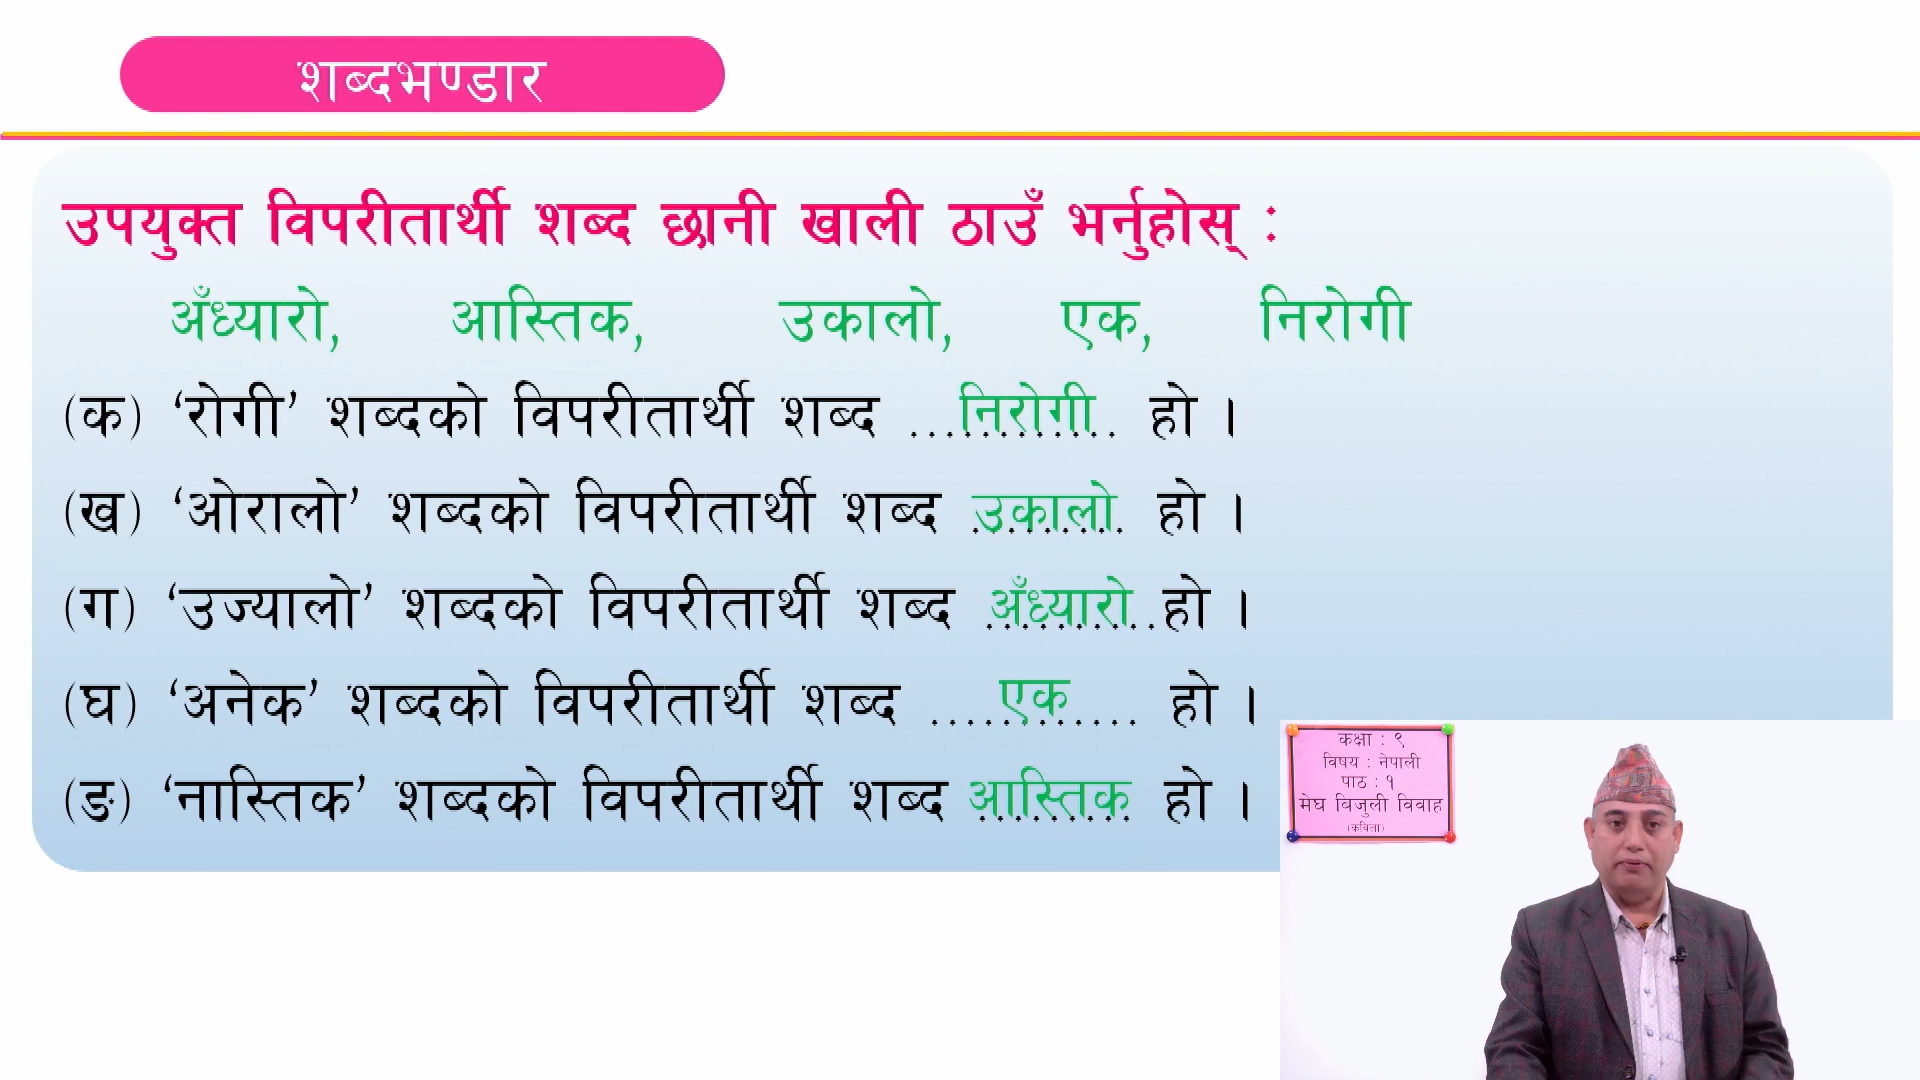 शब्दभण्डार
उपयुक्त विपरीतार्थी शब्द छानी खाली ठाउँ भर्नुहोस् :
अँध्यारो, आस्तिक, उकालो, एक, निरोगी
(क) ‘रोगी’ शब्दको विपरीतार्थी शब्द ...निरोगी. हो ।
(ख) ‘ओरालो’ शब्दको विपरीतार्थी शब्द उकालो हो ।
(ग) ‘उज्यालो’ शब्दको विपरीतार्थी शब्द अँध्यारो.हो ।
(घ) ‘अनेक’ शब्दको विपरीतार्थी शब्द ....एक.... हो ।
(ङ) ‘नास्तिक’ शब्दको विपरीतार्थी शब्द आस्तिक हो ।
कक्षा : ९
विषय : नेपाली
पाठ : १
मेघ बिजुली विवाह
(कविता)